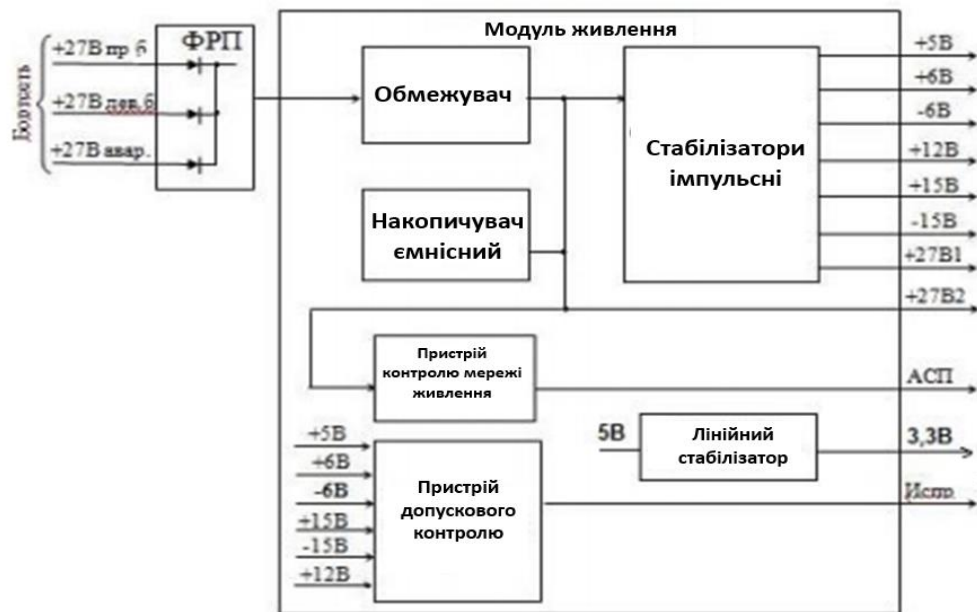 Модуль живлення
ФРП
Бортсеть
+27В пр б
+27В лев.б
+27В авар.
Обмежувач
Накопичувач
ємнісний
Стабілізатори
імпульсні
+5В
+6В
-6В
+12В
+15В
-15В
+27В1
+27В2
Пристрій
контролю мережі
живлення
АСП
5В
Лінійний
стабілізатор
3,3В
+5В
+6В
-6В
+15В
-15В
+12В
Пристрій
допускового
контролю
Испр